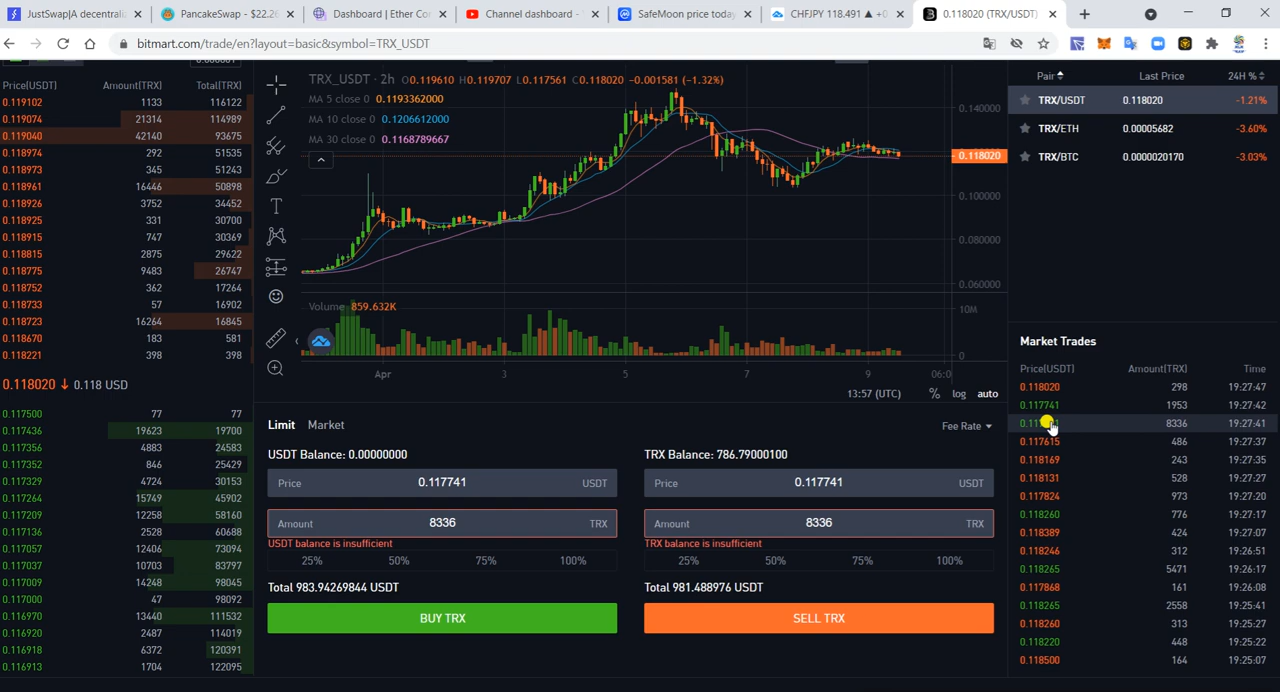 JustSwap|A decentrali
PancakeSwap - $22.2
Dashboard | Ether Co
Channel dashboard -
SafeMoon price today
CHFJPY 118.491 ▲ +0
0.118020 (TRX/USDT)
bitmart.com/trade/en?layout=basic&symbol=TRX_USDT
Price(USDT) Amount(TRX) Total(TRX)
0.119102 1133 116122
0.119074 21314 114989
0.119040 42140 93675
0.118974 292 51535
0.118973 345 51243
0.118961 16446 50898
0.118926 3752 34452
0.118925 331 30700
0.118915 747 30369
0.118815 2875 29622
0.118775 9483 26747
0.118752 362 17264
0.118733 57 16902
0.118723 16264 16845
0.118670 183 581
0.118221 398 398
0.118020 ↓ 0.118 USD
0.117500 77 77
0.117436 19623 19700
0.117356 4883 24583
0.117352 846 25429
0.117329 4724 30153
0.117264 15749 45902
0.117209 12258 58160
0.117136 2528 60688
0.117057 12406 73094
0.117037 10703 83797
0.117009 14248 98045
0.117000 47 98092
0.116970 13440 111532
0.116920 2487 114019
0.116918 6372 120391
0.116913 1704 122095
TRX_USDT · 2h O0.119610 H0.119707 L0.117561 C0.118020 -0.001581 (-1.32%)
MA 5 close 0 0.1193362000
MA 10 close 0 0.1206612000
MA 30 close 0 0.1168789667
0.140000
0.118020
0.100000
0.080000
0.060000
Volume 859.632K
10M
0
Apr 3 5 7 9 06:0
13:57 (UTC) % log auto
Limit Market Fee Rate
USDT Balance: 0.00000000
Price 0.117741 USDT
Amount 8336 TRX
USDT balance is insufficient
25% 50% 75% 100%
Total 983.94269844 USDT
BUY TRX
TRX Balance: 786.79000100
Price 0.117741 USDT
Amount 8336 TRX
TRX balance is insufficient
25% 50% 75% 100%
Total 981.488976 USDT
SELL TRX
Pair Last Price 24H %
TRX/USDT 0.118020 -1.21%
TRX/ETH 0.00005682 -3.60%
TRX/BTC 0.0000020170 -3.03%
Market Trades
Price(USDT) Amount(TRX) Time
0.118020 298 19:27:47
0.117741 1953 19:27:42
8336 19:27:41
0.117615 486 19:27:37
0.118169 243 19:27:35
0.118131 528 19:27:27
0.117824 973 19:27:20
0.118260 776 19:27:17
0.118389 424 19:27:07
0.118246 312 19:26:51
0.118265 5471 19:26:17
0.117868 161 19:26:08
0.118265 2558 19:25:41
0.118260 313 19:25:27
0.118220 448 19:25:22
0.118500 164 19:25:07